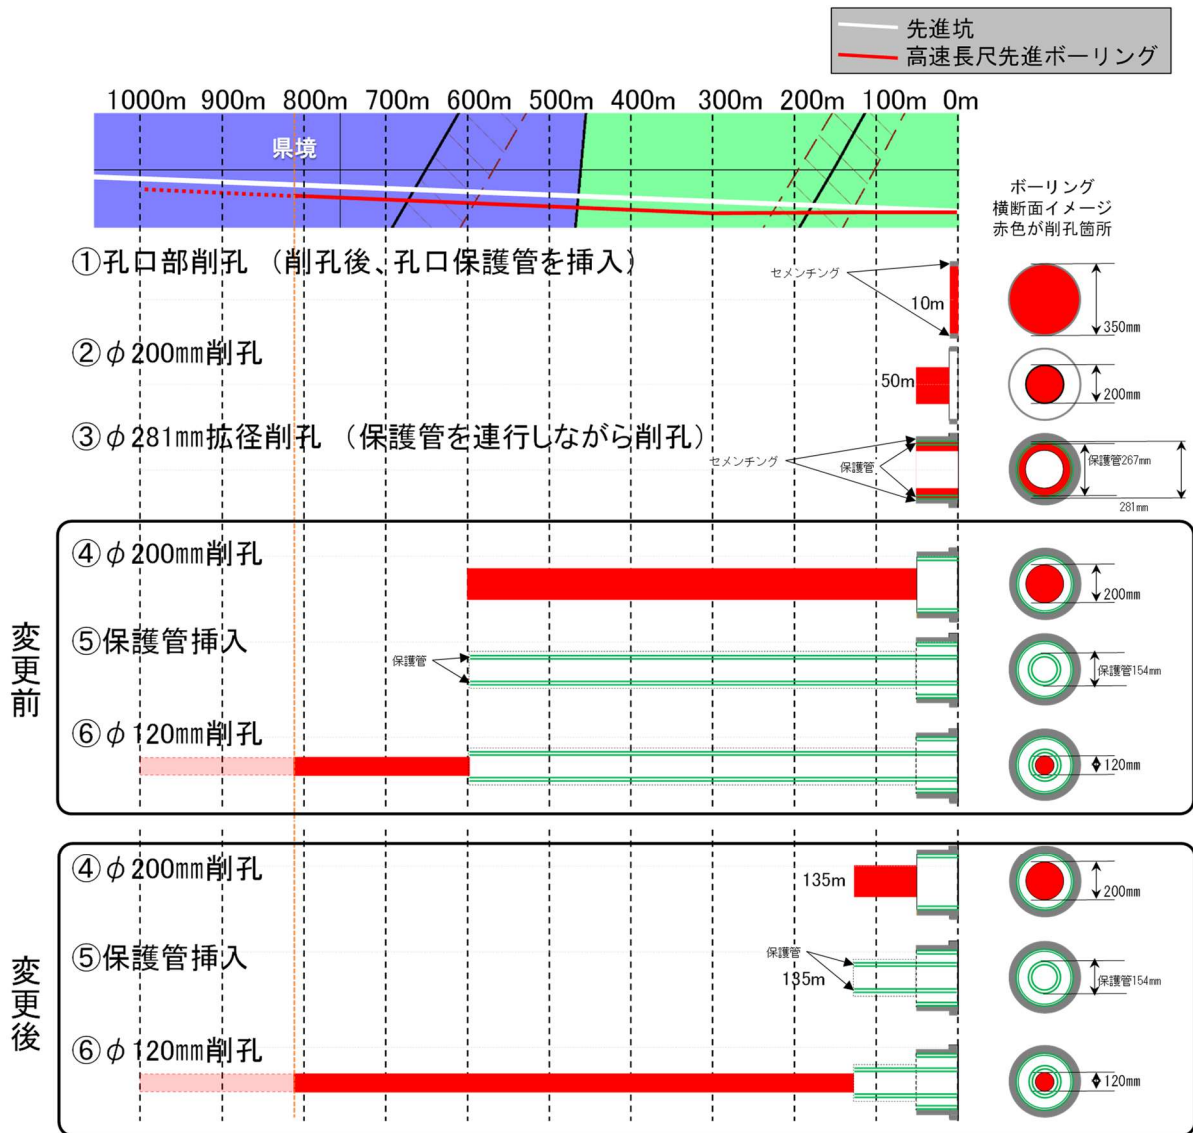 先進坑
高速長尺先進ボーリング
1000m 900m 800m 700m 600m 500m 400m 300m 200m 100m 0m
県境
ボーリング
横断面イメージ
赤色が削孔箇所
①孔口部削孔 (削孔後、孔口保護管を挿入)
セメンチング
10m
350mm
②φ200mm削孔
50m
200mm
③φ281mm拡径削孔 (保護管を連行しながら削孔)
セメンチング
保護管
保護管267mm
281mm
変更前
④φ200mm削孔
200mm
⑤保護管挿入
保護管
保護管154mm
⑥φ120mm削孔
120mm
変更後
④φ200mm削孔
135m
200mm
⑤保護管挿入
保護管
135m
保護管154mm
⑥φ120mm削孔
120mm